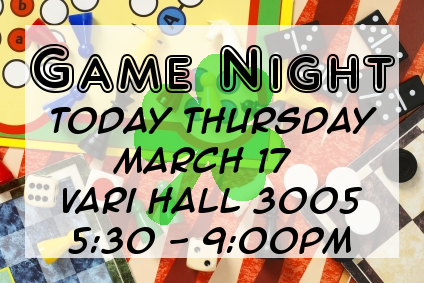 GAME NIGHT
TODAY THURSDAY
MARCH 17
VARI HALL 3005
5:30 - 9:00PM